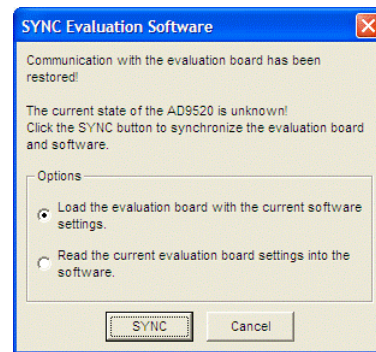 SYNC Evaluation Software
Communication with the evaluation board has been
restored!
The current state of the AD9520 is unknown!
Click the SYNC button to synchronize the evaluation board
and software.
Options
Load the evaluation board with the current software
settings.
Read the current evaluation board settings into the
software.
SYNC
Cancel